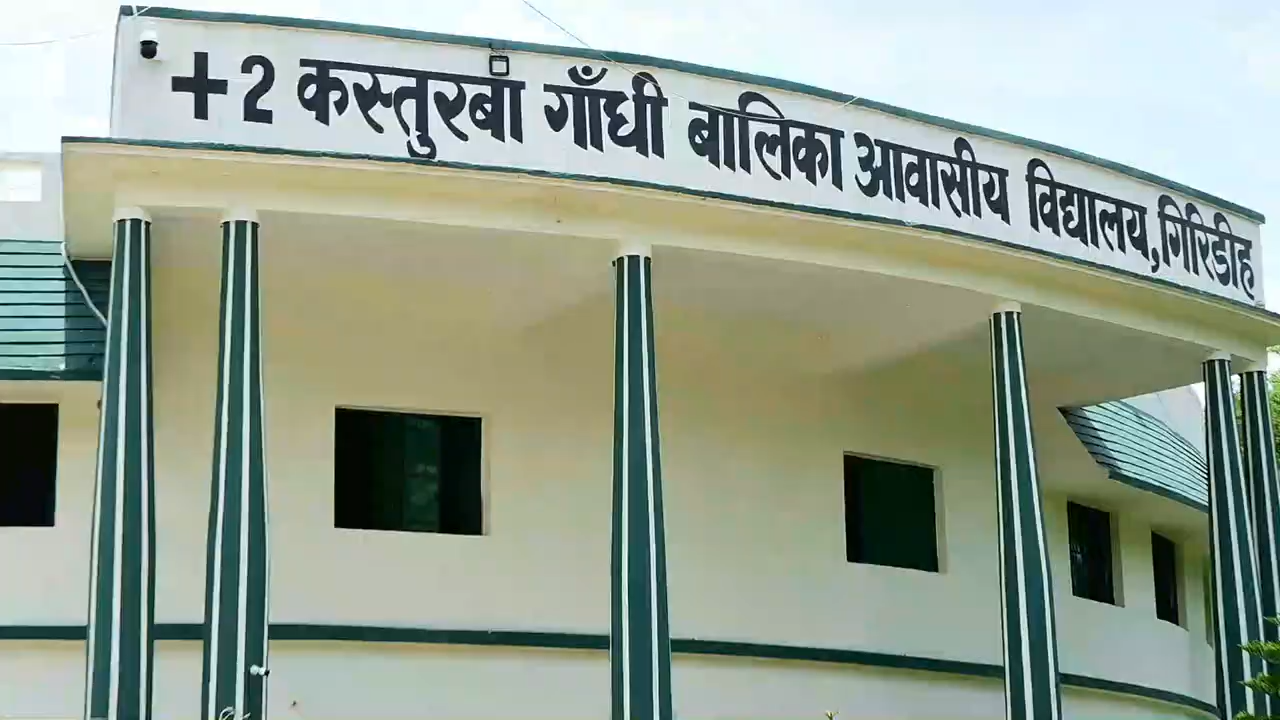 +2 कस्तुरबा गाँधी बालिका आवासीय विद्यालय,गिरिडीह